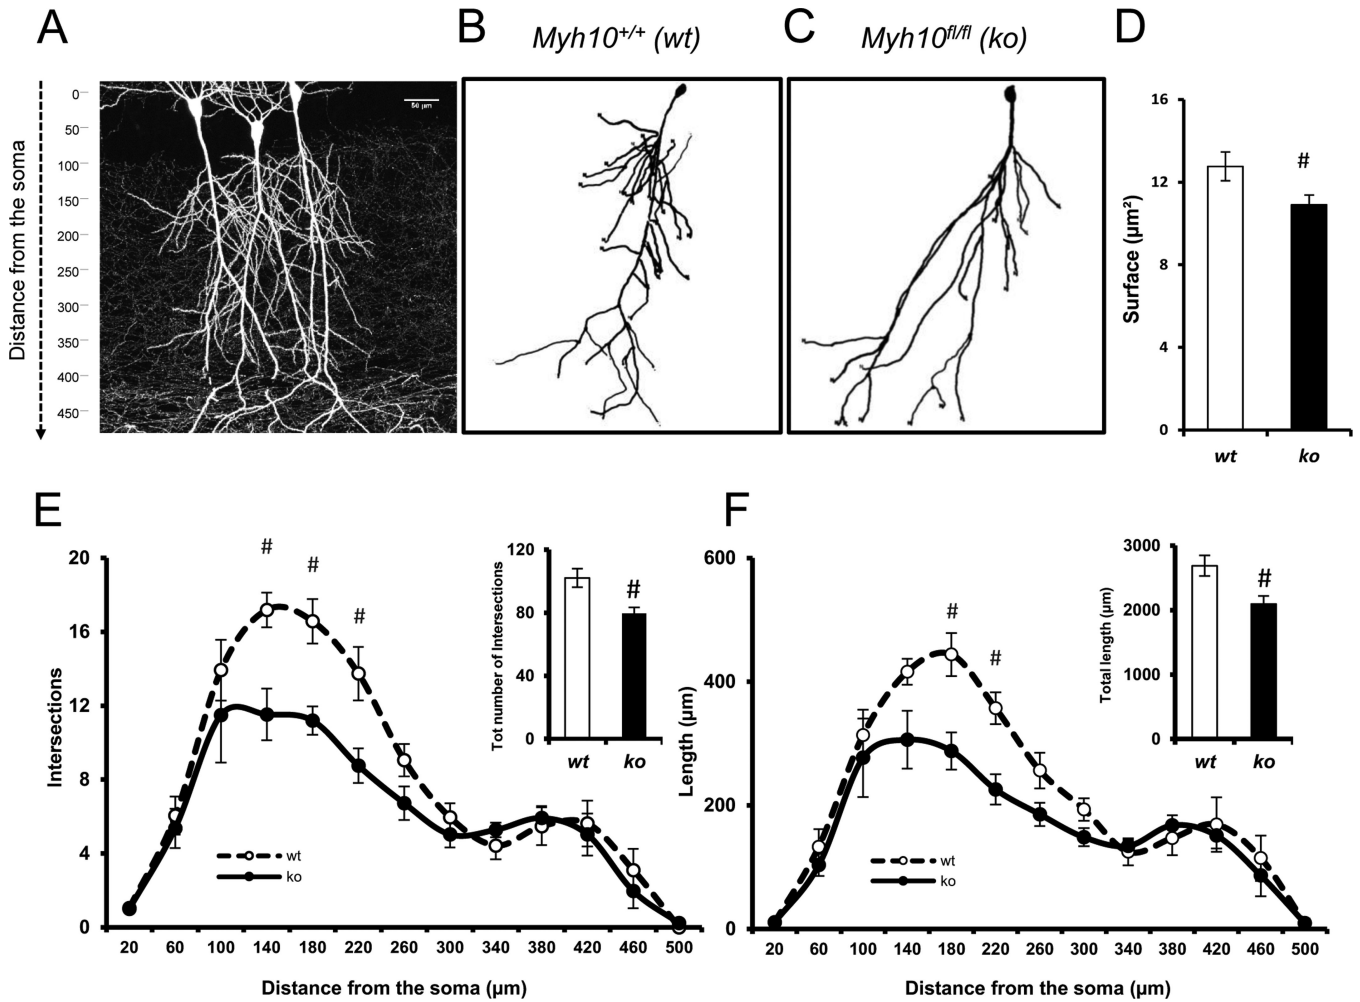 A
B
Myh10+/+ (wt)
C
Myh10fl/fl (ko)
D
Distance from the soma
0
50
100
150
200
250
300
350
400
450
50 µm
Surface (µm²)
16
12
8
4
0
#
wt
ko
E
Intersections
20
16
12
8
4
0
#
#
#
wt
ko
20 60 100 140 180 220 260 300 340 380 420 460 500
Distance from the soma (µm)
Tot number of Intersections
120
80
40
0
#
wt
ko
F
Length (µm)
600
400
200
0
#
#
wt
ko
20 60 100 140 180 220 260 300 340 380 420 460 500
Distance from the soma (µm)
Total length (µm)
3000
2000
1000
0
#
wt
ko